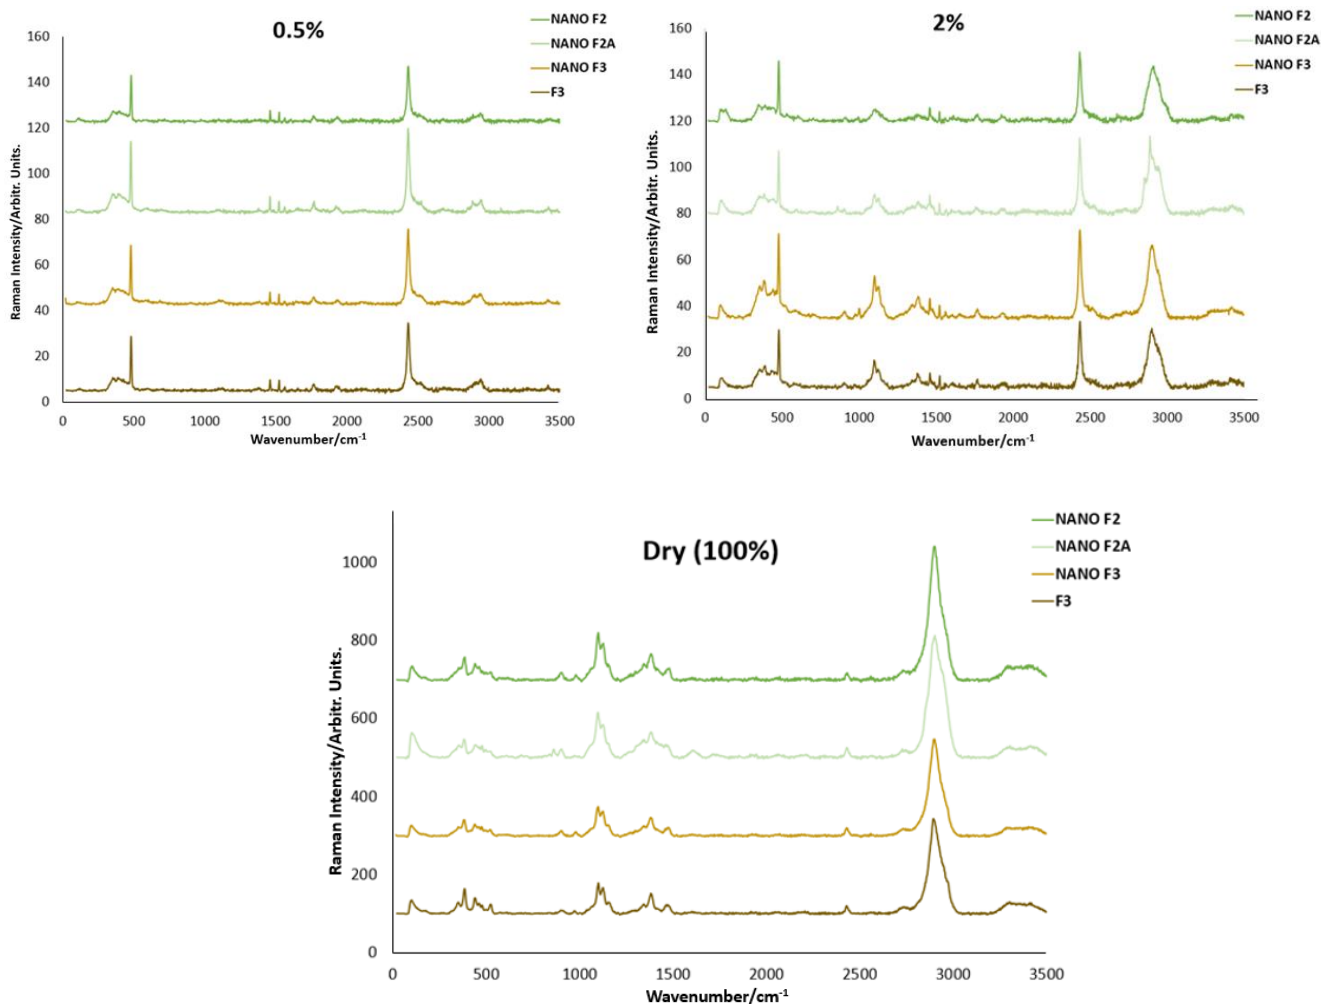 0.5%
NANO F2
NANO F2A
NANO F3
F3
160
140
120
100
80
60
40
20
0
Raman Intensity/Arbitr. Units.
0 500 1000 1500 2000 2500 3000 3500
Wavenumber/cm⁻¹
2%
NANO F2
NANO F2A
NANO F3
F3
160
140
120
100
80
60
40
20
0
Raman Intensity/Arbitr. Units.
0 500 1000 1500 2000 2500 3000 3500
Wavenumber/cm⁻¹
Dry (100%)
NANO F2
NANO F2A
NANO F3
F3
1000
800
600
400
200
0
Raman Intensity/Arbitr. Units.
0 500 1000 1500 2000 2500 3000 3500
Wavenumber/cm⁻¹